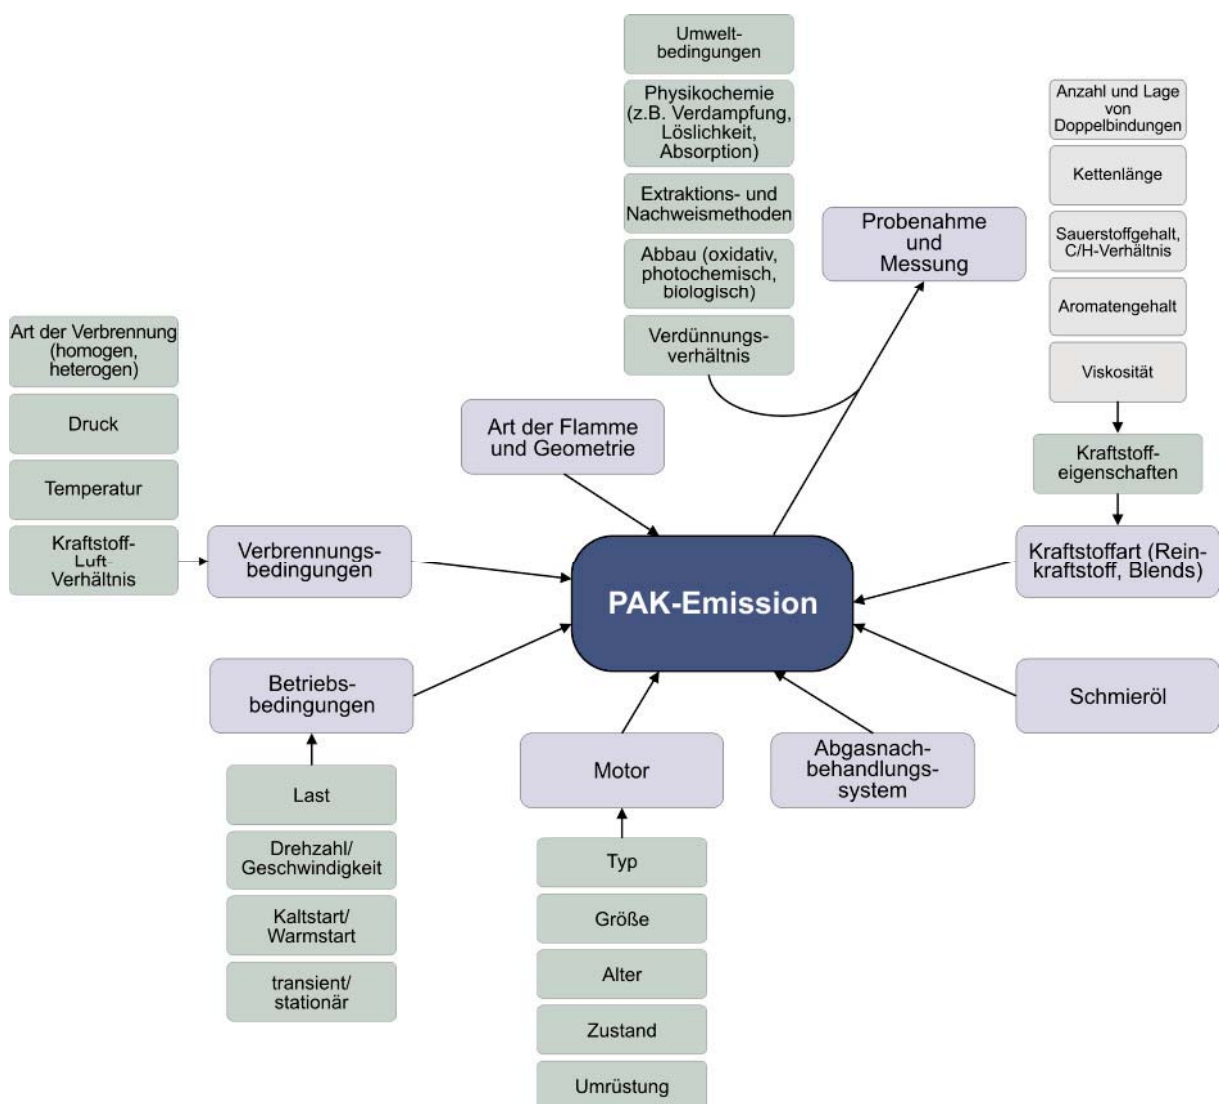 Umwelt-
bedingungen
Physikochemie
(z.B. Verdampfung,
Löslichkeit,
Absorption)
Extraktions- und
Nachweismethoden
Abbau (oxidativ,
photochemisch,
biologisch)
Verdünnungs-
verhältnis
Probenahme
und
Messung
Anzahl und Lage
von
Doppelbindungen
Kettenlänge
Sauerstoffgehalt,
C/H-Verhältnis
Aromatengehalt
Viskosität
Kraftstoff-
eigenschaften
Kraftstoffart (Rein-
kraftstoff, Blends)
Art der Verbrennung
(homogen,
heterogen)
Druck
Temperatur
Kraftstoff-
Luft-
Verhältnis
Verbrennungs-
bedingungen
Art der Flamme
und Geometrie
PAK-Emission
Betriebs-
bedingungen
Last
Drehzahl/
Geschwindigkeit
Kaltstart/
Warmstart
transient/
stationär
Motor
Typ
Größe
Alter
Zustand
Umrüstung
Abgasnach-
behandlungs-
system
Schmieröl